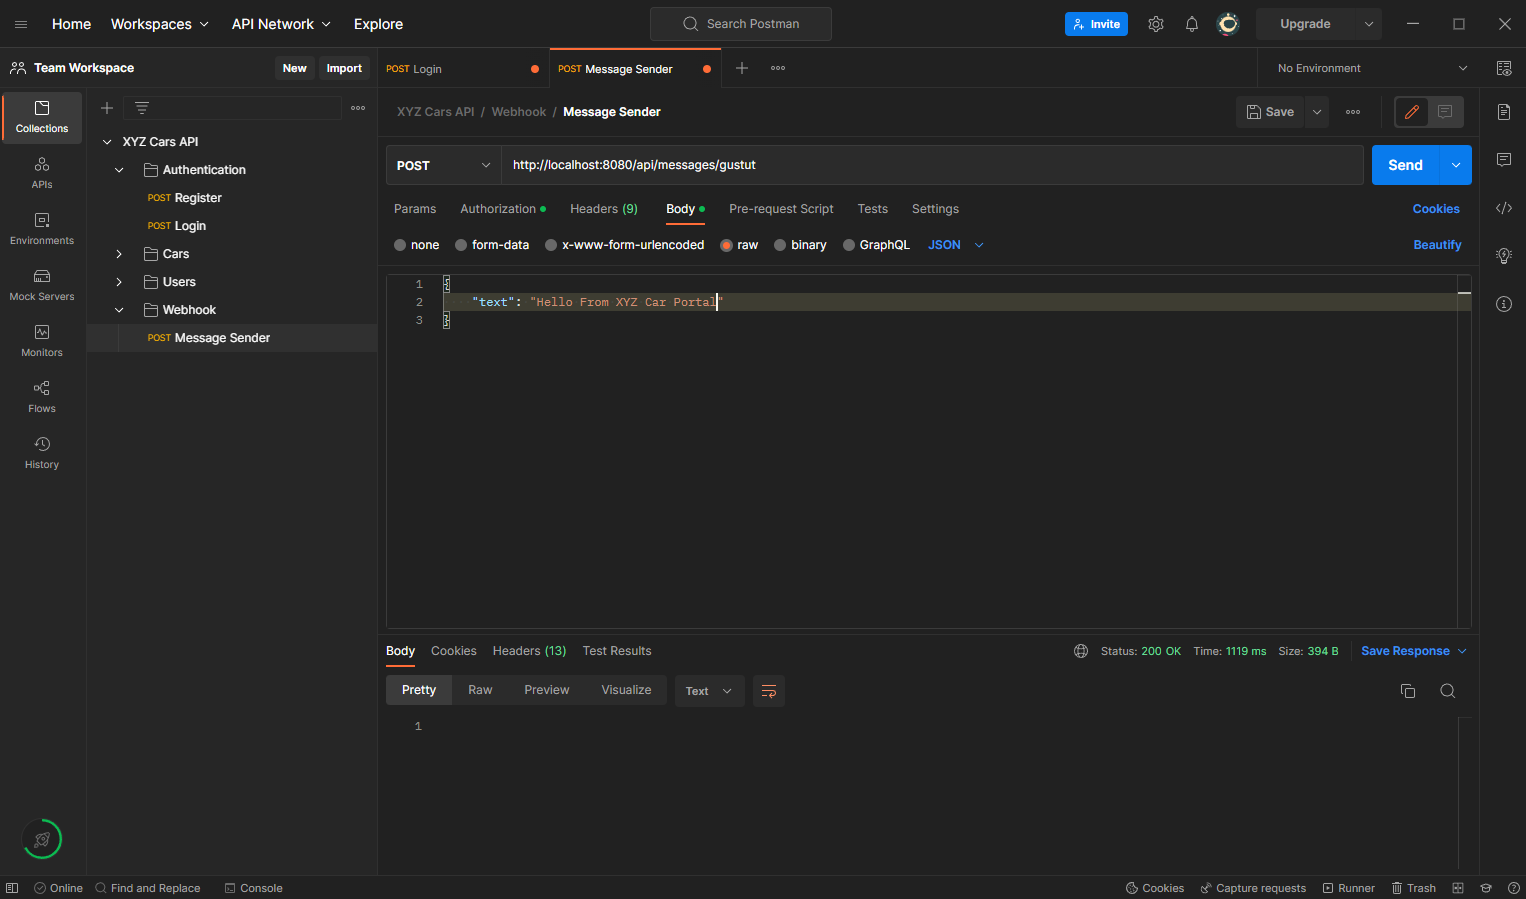 Home Workspaces API Network Explore Search Postman Invite Upgrade
Team Workspace New Import POST Login POST Message Sender No Environment
XYZ Cars API / Webhook / Message Sender Save
Collections
APIs
Environments
Mock Servers
Monitors
Flows
History
XYZ Cars API
Authentication
POST Register
POST Login
Cars
Users
Webhook
POST Message Sender
POST http://localhost:8080/api/messages/gustut Send
Params Authorization Headers (9) Body Pre-request Script Tests Settings Cookies
none form-data x-www-form-urlencoded raw binary GraphQL JSON Beautify
1 {
2 "text": "Hello From XYZ Car Portal"
3 }
Body Cookies Headers (13) Test Results Status: 200 OK Time: 1119 ms Size: 394 B Save Response
Pretty Raw Preview Visualize Text
1
Online Find and Replace Console Cookies Capture requests Runner Trash